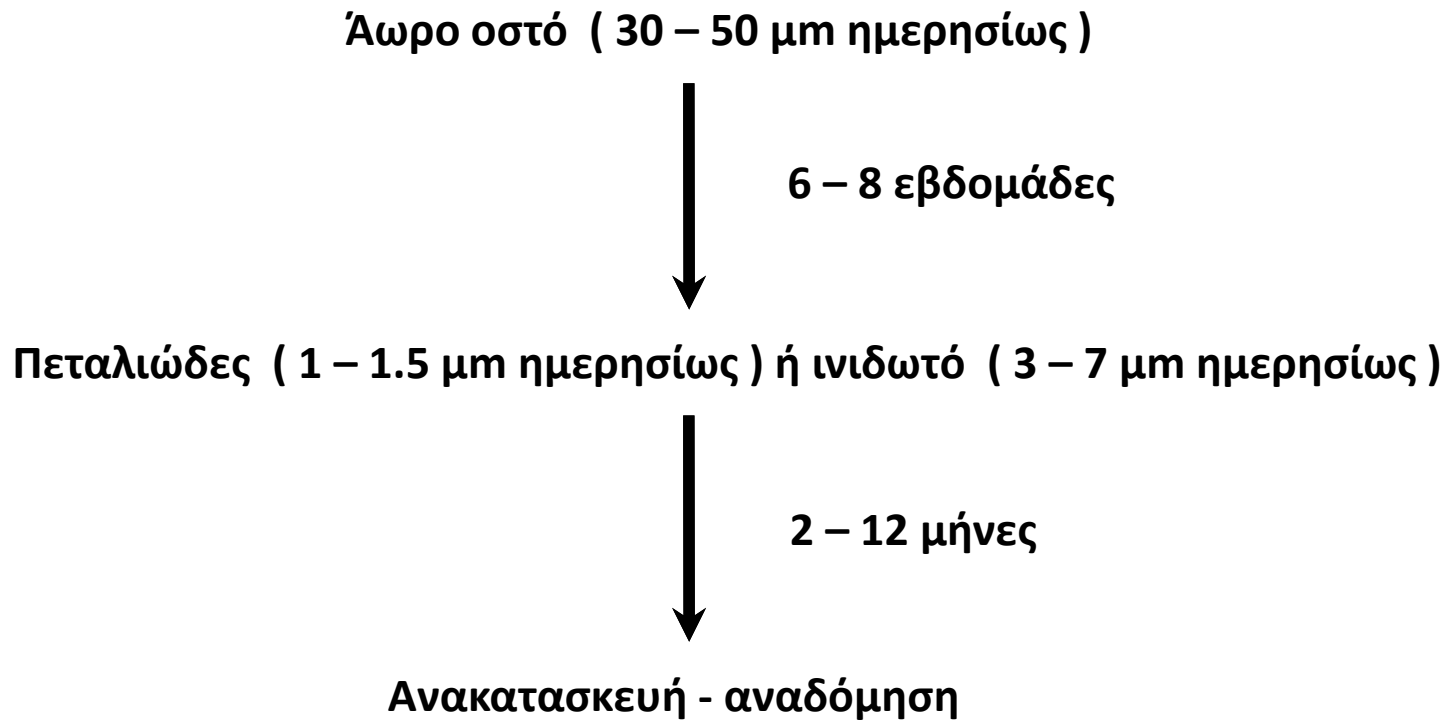 Άωρο οστό ( 30 – 50 μm ημερησίως )
6 – 8 εβδομάδες
Πεταλιώδες ( 1 – 1.5 μm ημερησίως ) ή ινιδωτό ( 3 – 7 μm ημερησίως )
2 – 12 μήνες
Ανακατασκευή - αναδόμηση